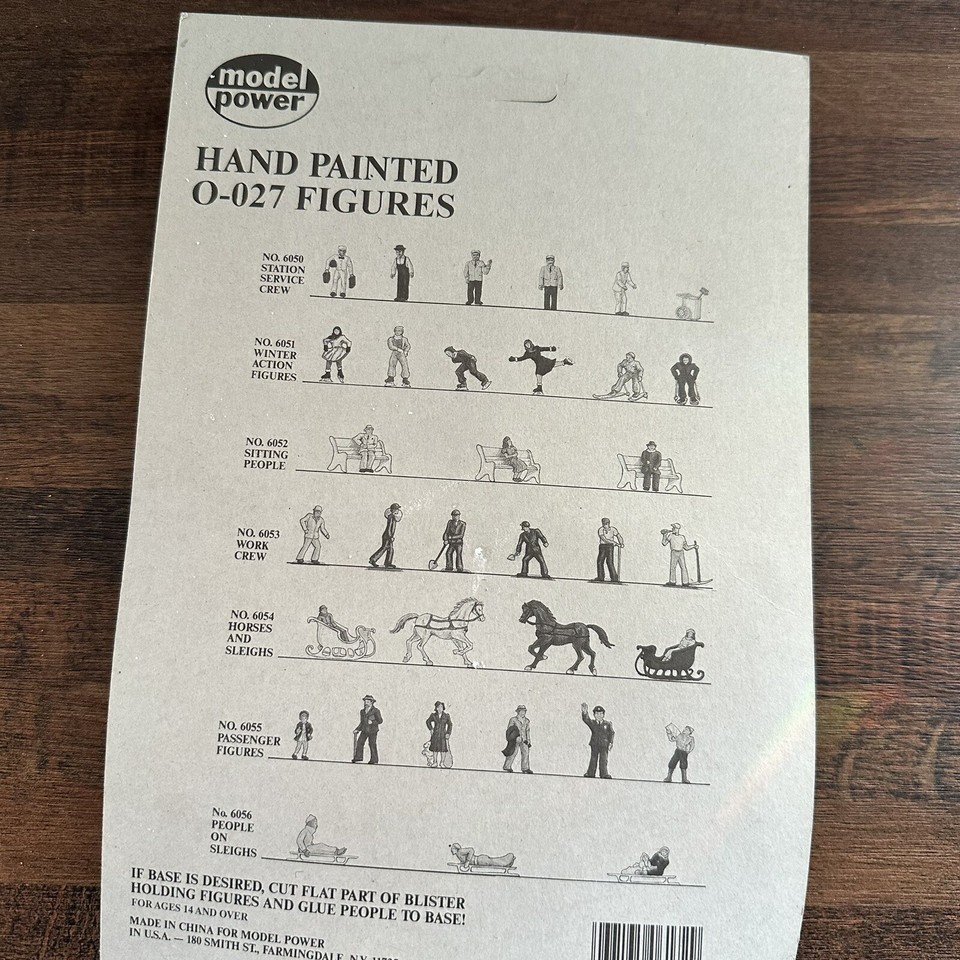 model
power
HAND PAINTED
O-027 FIGURES
NO. 6050
STATION
SERVICE
CREW
NO. 6051
WINTER
ACTION
FIGURES
NO. 6052
SITTING
PEOPLE
NO. 6053
WORK
CREW
NO. 6054
HORSES
AND
SLEIGHS
NO. 6055
PASSENGER
FIGURES
No. 6056
PEOPLE
ON
SLEIGHS
IF BASE IS DESIRED, CUT FLAT PART OF BLISTER
HOLDING FIGURES AND GLUE PEOPLE TO BASE!
FOR AGES 14 AND OVER
MADE IN CHINA FOR MODEL POWER
IN U.S.A. — 180 SMITH ST., FARMINGDALE, N.Y.